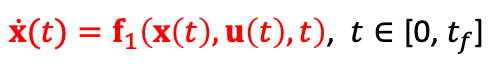 ẋ(t) = f₁(x(t), u(t), t), t ∈ [0, t_f]